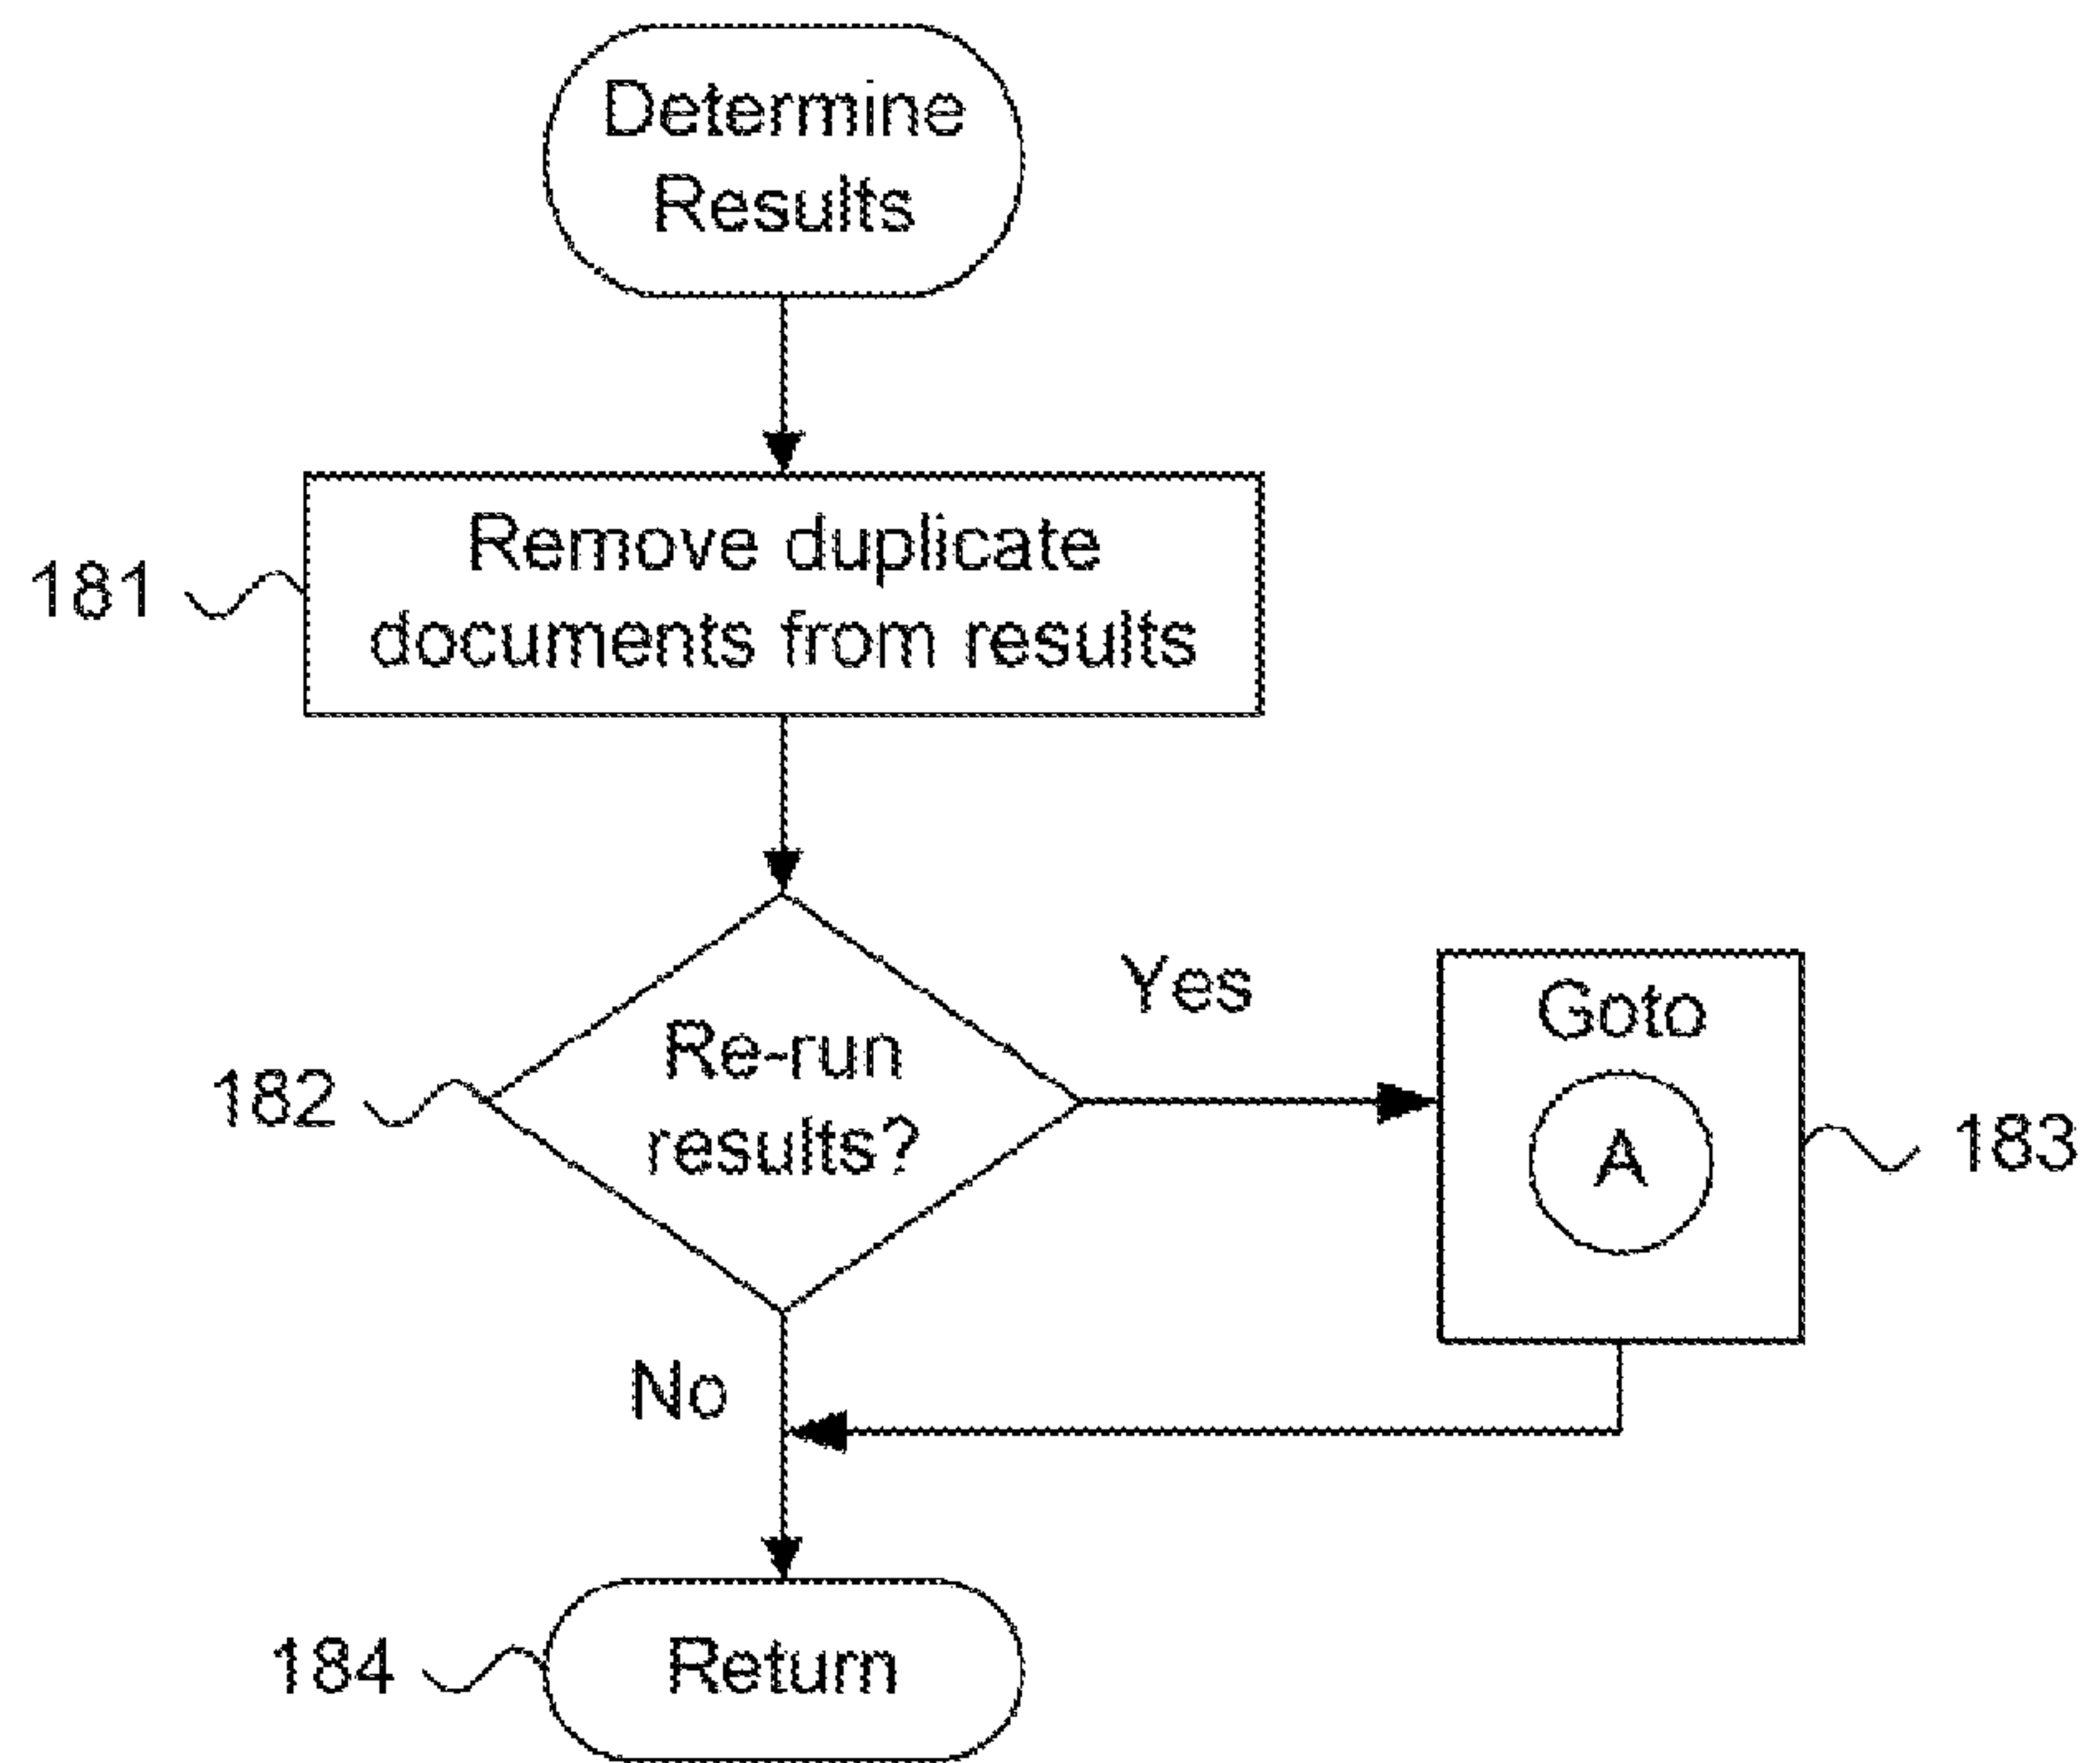 Determine
Results
181
Remove duplicate
documents from results
182
Re-run
results?
Yes
Goto
A
183
No
184
Return